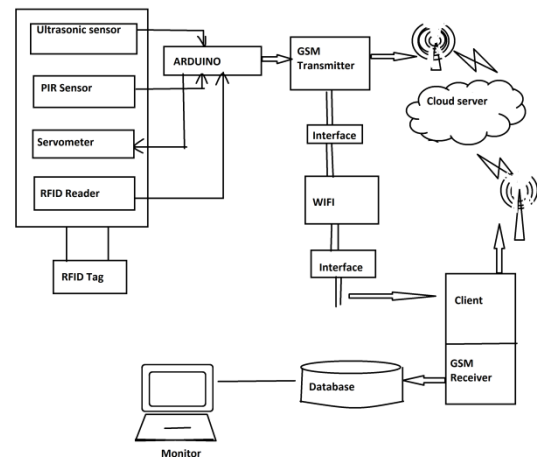 Ultrasonic sensor
PIR Sensor
Servometer
RFID Reader
RFID Tag
ARDUINO
GSM
Transmitter
Interface
WIFI
Interface
Cloud server
Client
GSM
Receiver
Database
Monitor